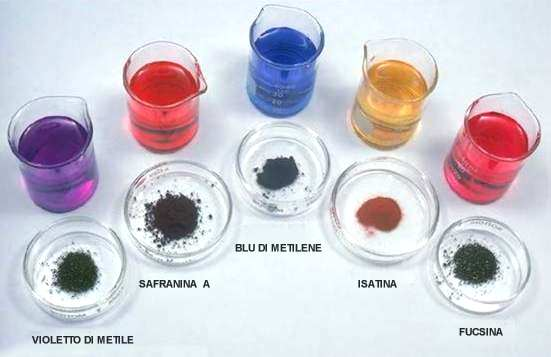 BLU DI METILENE
SAFRANINA A
ISATINA
VIOLETTO DI METILE
FUCSINA